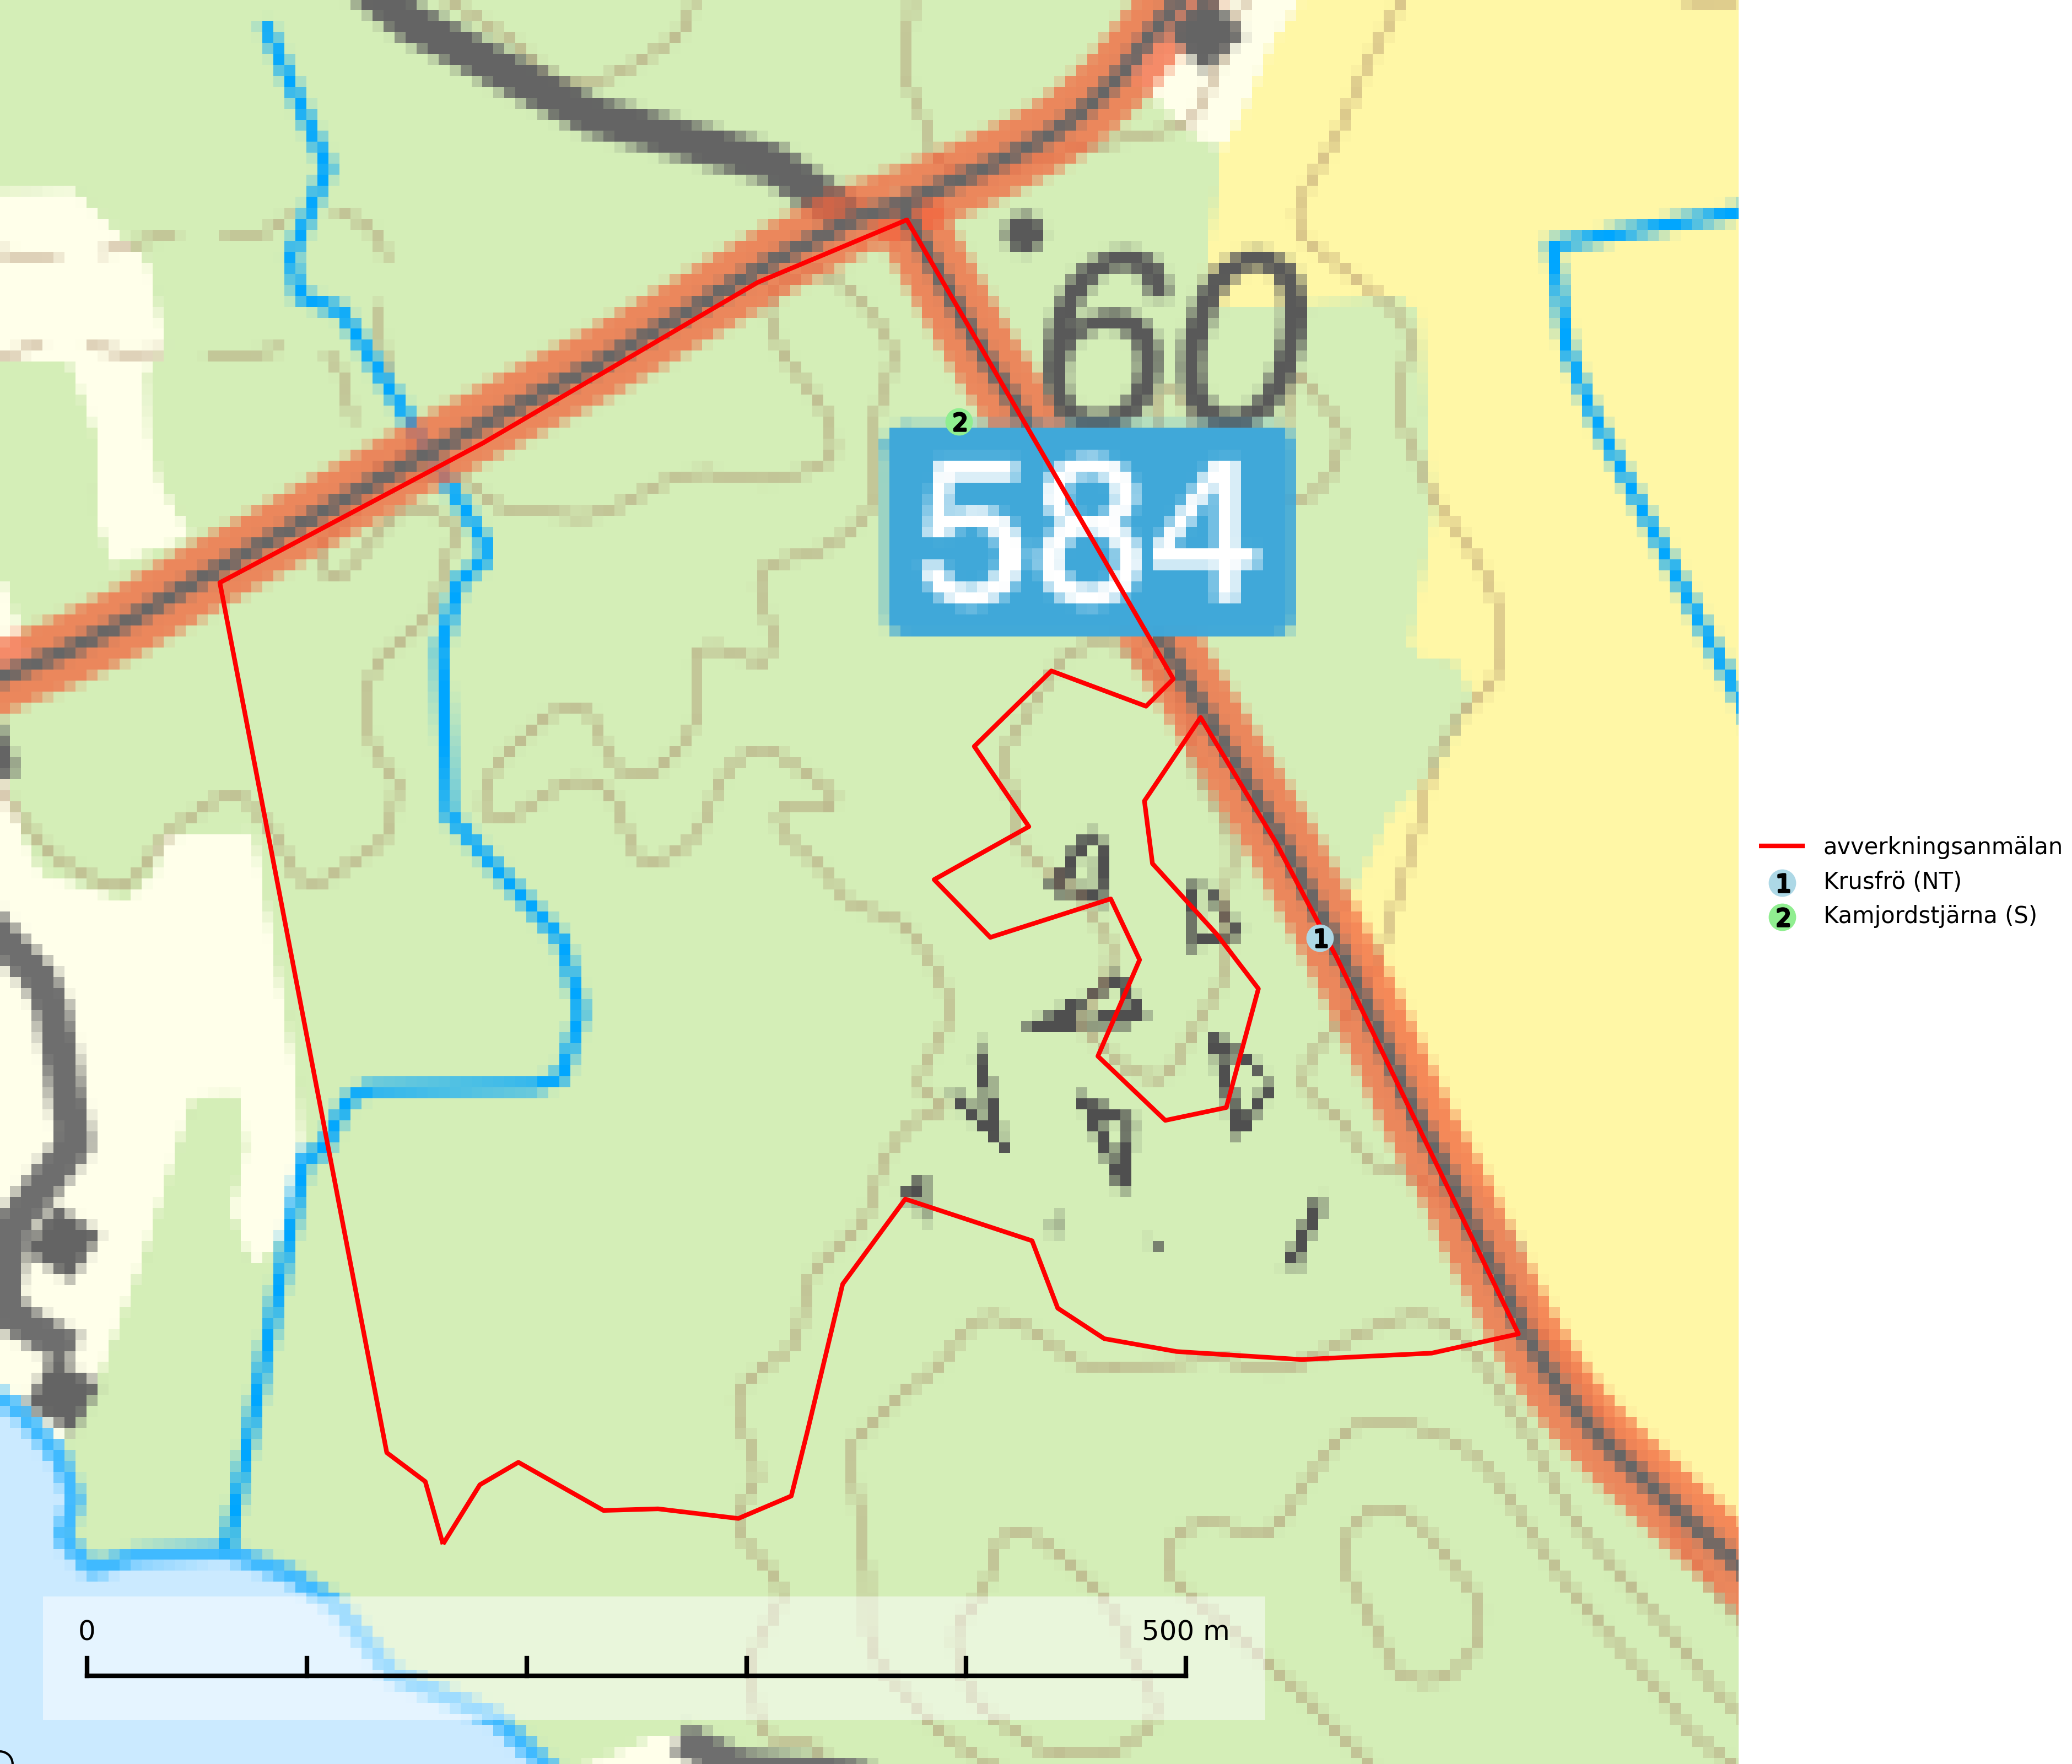 60
584
avverkningsanmälan
1 Krusfrö (NT)
2 Kamjordstjärna (S)
2
1
0
500 m